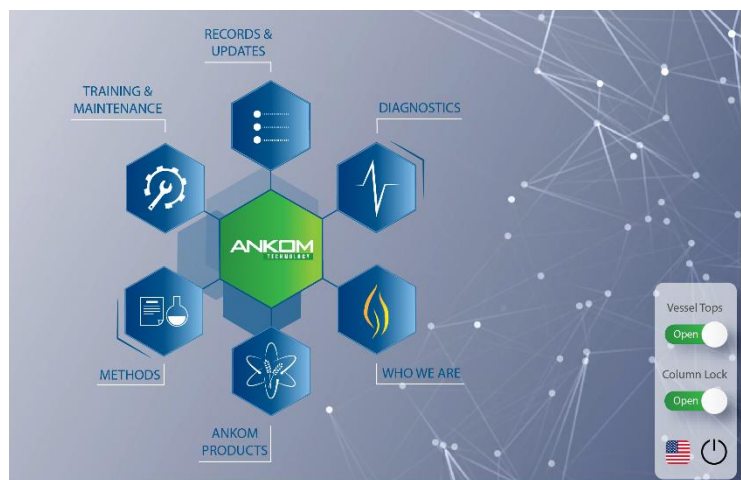 RECORDS &
UPDATES
TRAINING &
MAINTENANCE
DIAGNOSTICS
ANKOM
TECHNOLOGY
METHODS
WHO WE ARE
ANKOM
PRODUCTS
Vessel Tops
Open
Column Lock
Open